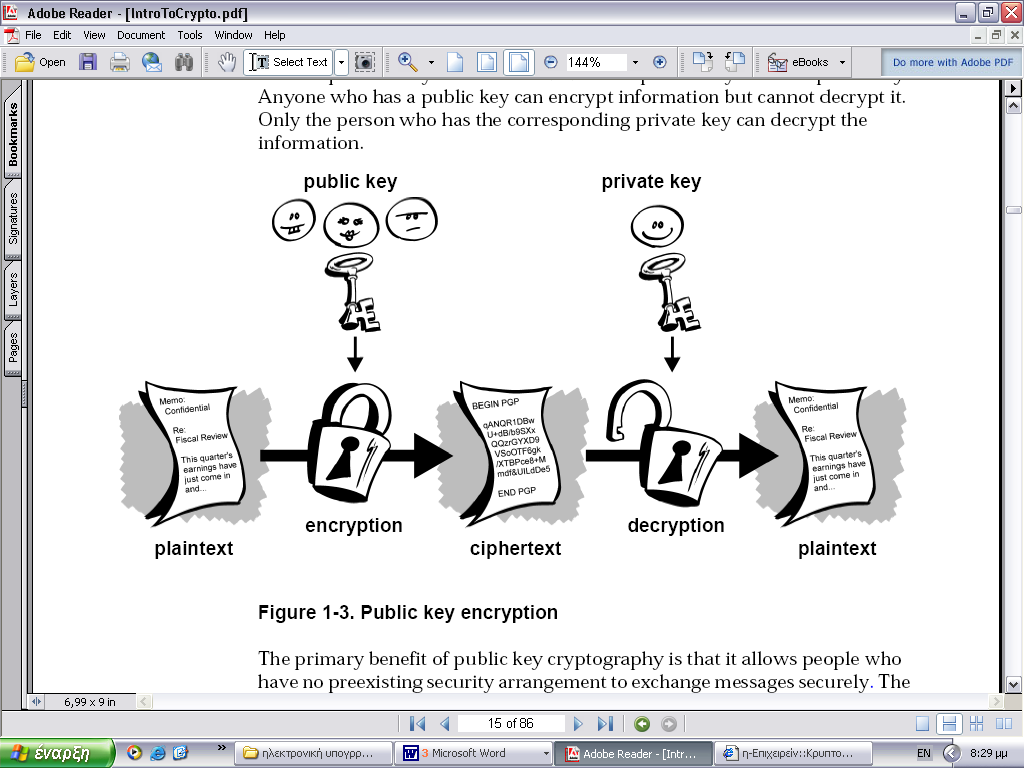 Adobe Reader - [IntroToCrypto.pdf]
File Edit View Document Tools Window Help
Open Select Text 144% eBooks Do more with Adobe PDF
Bookmarks
Signatures
Layers
Pages
Anyone who has a public key can encrypt information but cannot decrypt it.
Only the person who has the corresponding private key can decrypt the
information.
public key private key
Memo:
Confidential
Re:
Fiscal Review
This quarter's
earnings have
just come in
and...
BEGIN PGP
qANQR1DBw
U+dB/b9SXx
QQzrGYXD9
VSoOTF6gk
/XTBPce8+M
mdf&UILdDe5
END PGP
Memo:
Confidential
Re:
Fiscal Review
This quarter's
earnings have
just come in
and...
encryption decryption
plaintext ciphertext plaintext
Figure 1-3. Public key encryption
The primary benefit of public key cryptography is that it allows people who
have no preexisting security arrangement to exchange messages securely. The
6,99 x 9 in
15 of 86
έναρξη » ηλεκτρονική υπογρ... 3 Microsoft Word Adobe Reader - [Intr... η-Επιχειρείν::Κρυπτο... EN 8:29 μμ